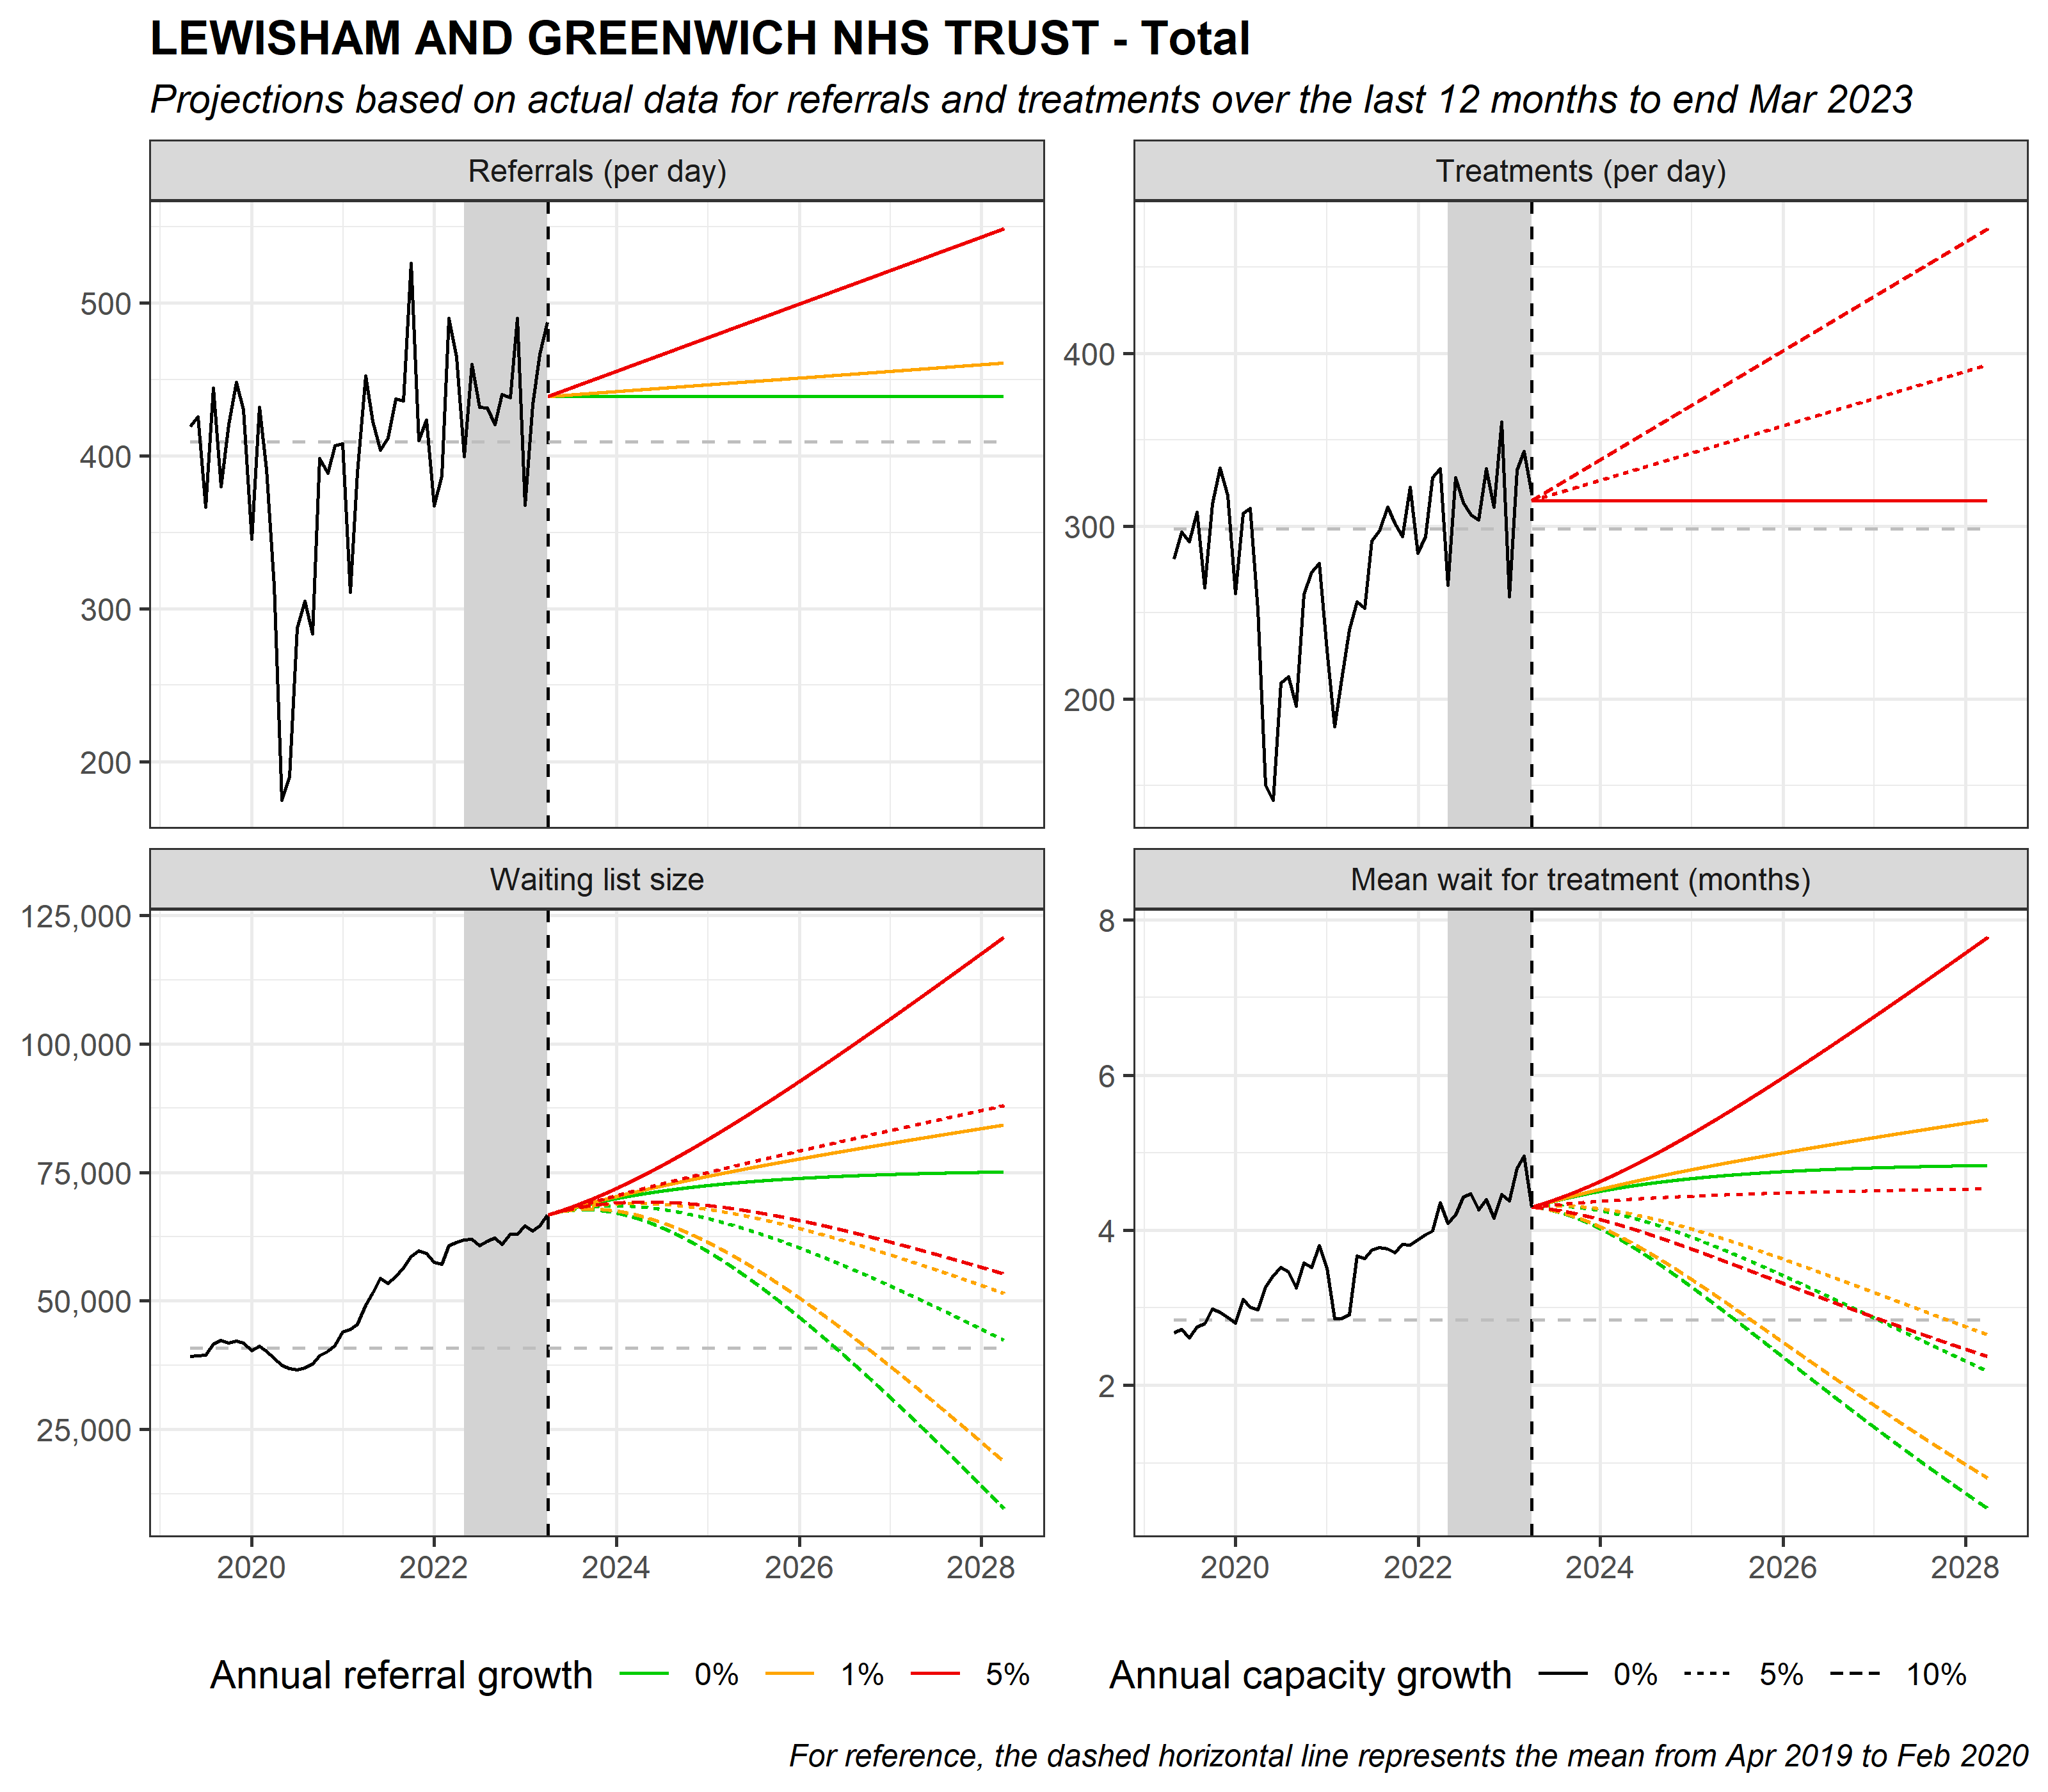 LEWISHAM AND GREENWICH NHS TRUST - Total
Projections based on actual data for referrals and treatments over the last 12 months to end Mar 2023
Referrals (per day)
500
400
300
200
Treatments (per day)
400
300
200
Waiting list size
125,000
100,000
75,000
50,000
25,000
2020 2022 2024 2026 2028
Mean wait for treatment (months)
8
6
4
2
2020 2022 2024 2026 2028
Annual referral growth 0% 1% 5%
Annual capacity growth 0% 5% 10%
For reference, the dashed horizontal line represents the mean from Apr 2019 to Feb 2020